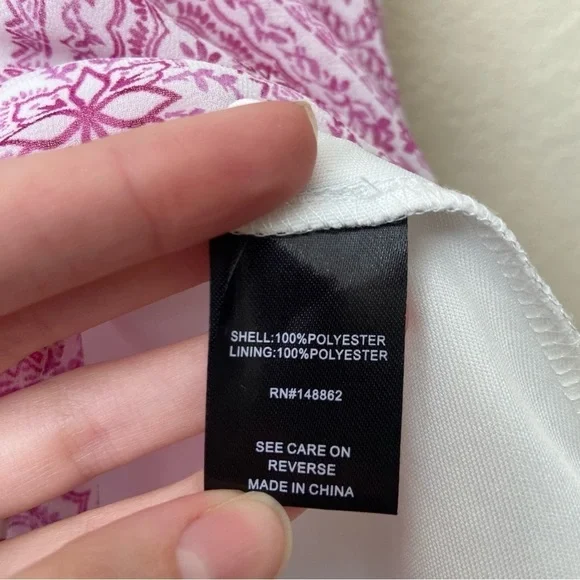 SHELL:100%POLYESTER
LINING:100%POLYESTER
RN#148862
SEE CARE ON
REVERSE
MADE IN CHINA